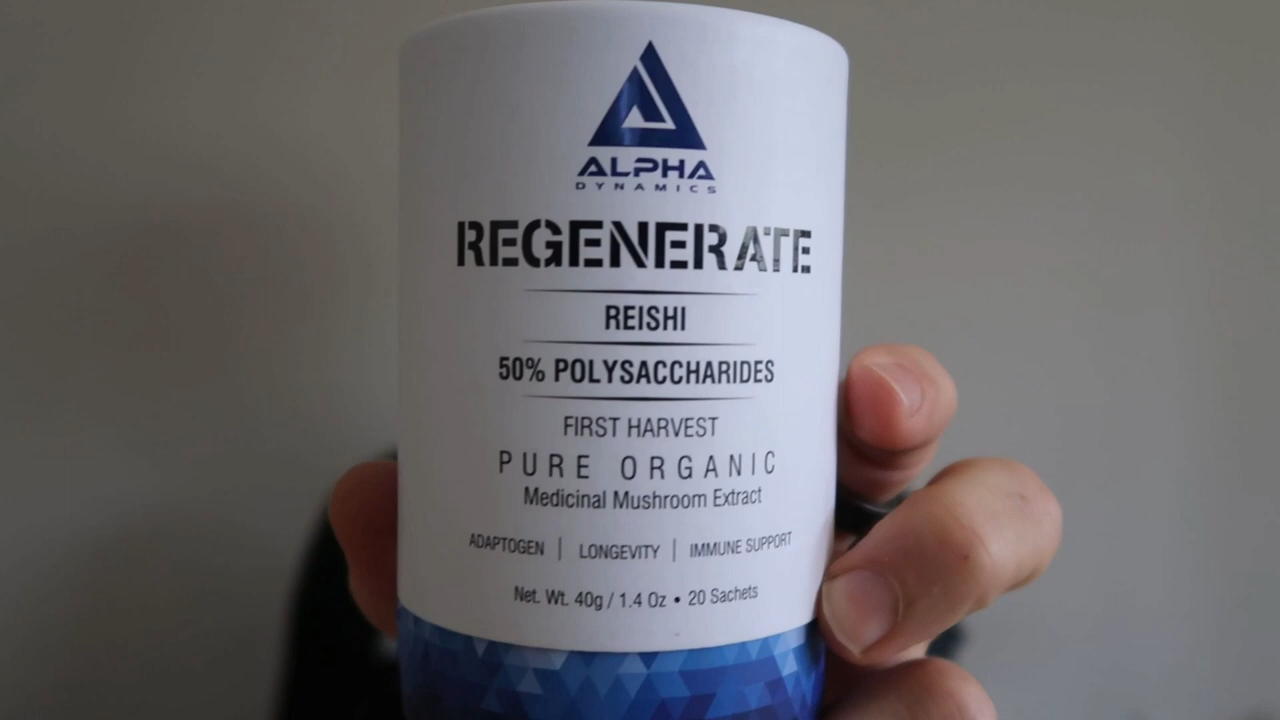 ALPHA
DYNAMICS
REGENERATE
REISHI
50% POLYSACCHARIDES
FIRST HARVEST
PURE ORGANIC
Medicinal Mushroom Extract
ADAPTOGEN | LONGEVITY | IMMUNE SUPPORT
Net. Wt. 40g / 1.4 Oz • 20 Sachets